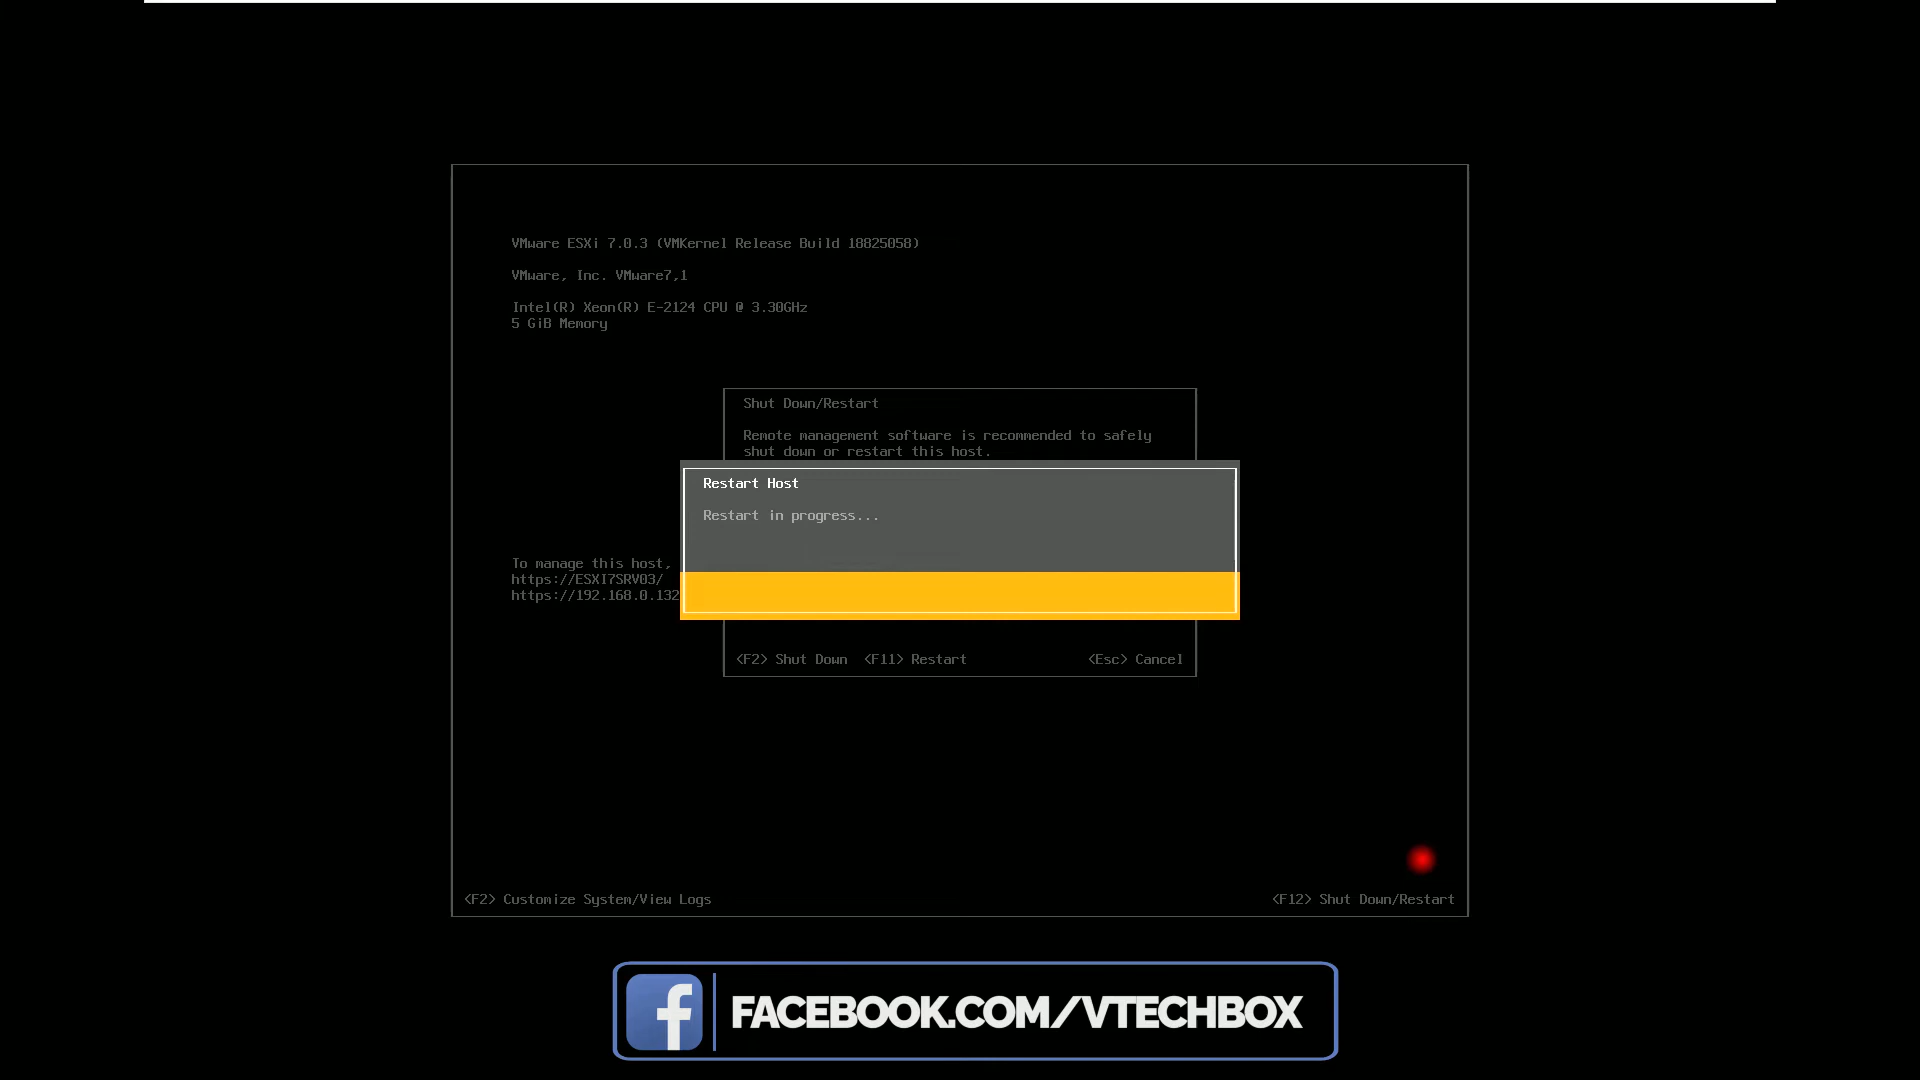 VMware ESXi 7.0.3 (VMKernel Release Build 18825058)
VMware, Inc. VMware7,1
Intel(R) Xeon(R) E-2124 CPU @ 3.30GHz
5 GiB Memory
Shut Down/Restart
Remote management software is recommended to safely
shut down or restart this host.
Restart Host
Restart in progress...
To manage this host,
https://ESXI7SRV03/
https://192.168.0.132
<F2> Shut Down <F11> Restart <Esc> Cancel
<F2> Customize System/View Logs
<F12> Shut Down/Restart
f
FACEBOOK.COM/VTECHBOX